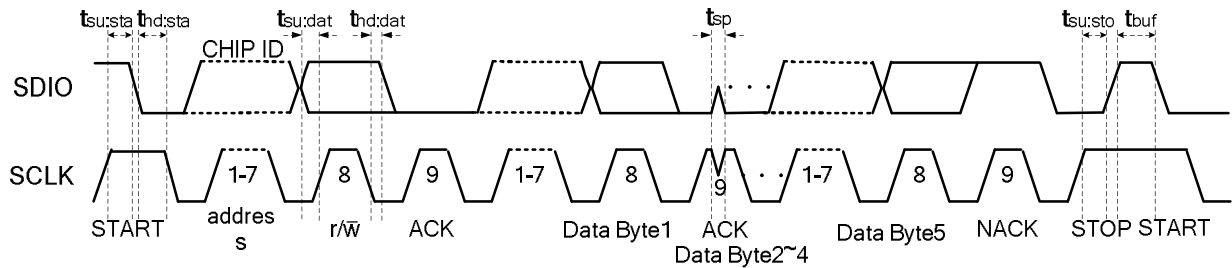 tsu:sta thd:sta tsu:dat thd:dat tsp tsu:sto tbuf
CHIP ID
SDIO
SCLK 1-7 8 9 1-7 8 9 1-7 8 9
START addres r/w̅ ACK Data Byte1 ACK Data Byte5 NACK STOP START
s
Data Byte2~4